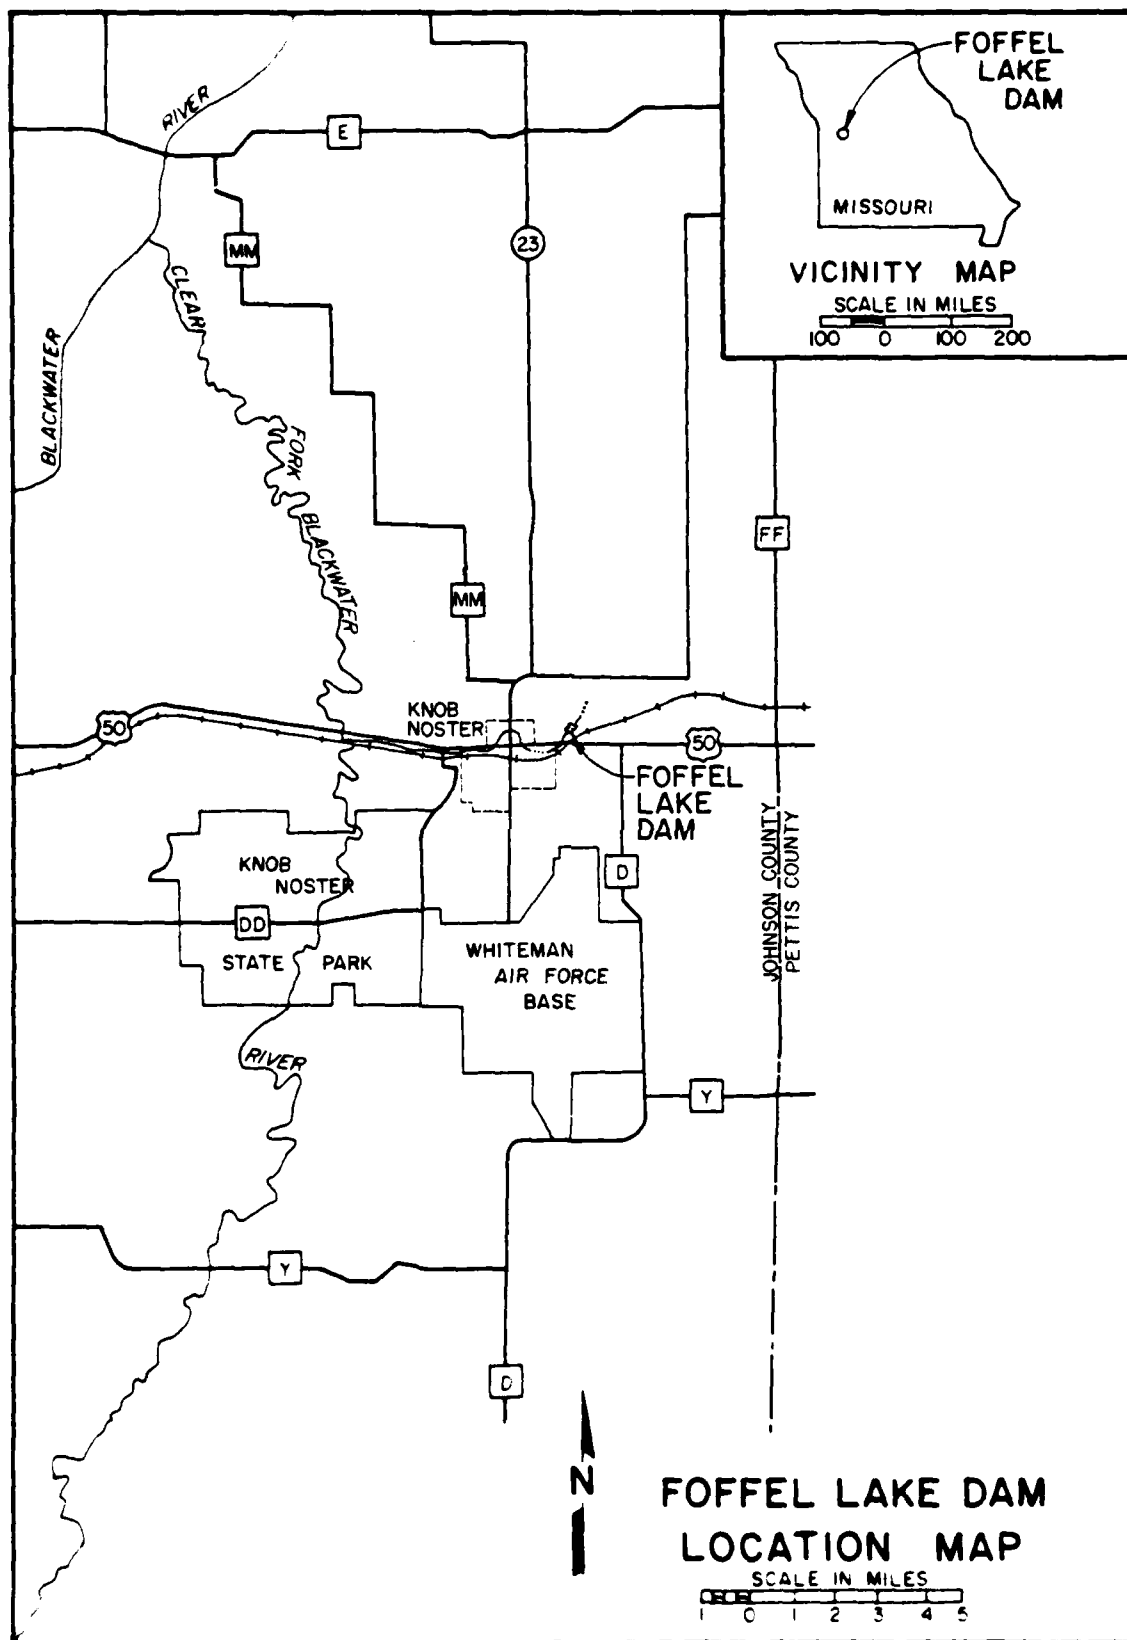 FOFFEL
LAKE
DAM
MISSOURI
VICINITY MAP
SCALE IN MILES
100 0 100 200
RIVER
E
MM
23
CLEAR
BLACKWATER
FORK
BLACKWATER
FF
MM
KNOB
NOSTER
50
50
FOFFEL
LAKE
DAM
JOHNSON COUNTY
PETTIS COUNTY
KNOB
NOSTER
D
DD
STATE PARK
WHITEMAN
AIR FORCE
BASE
RIVER
Y
Y
D
N
FOFFEL LAKE DAM
LOCATION MAP
SCALE IN MILES
1 0 1 2 3 4 5